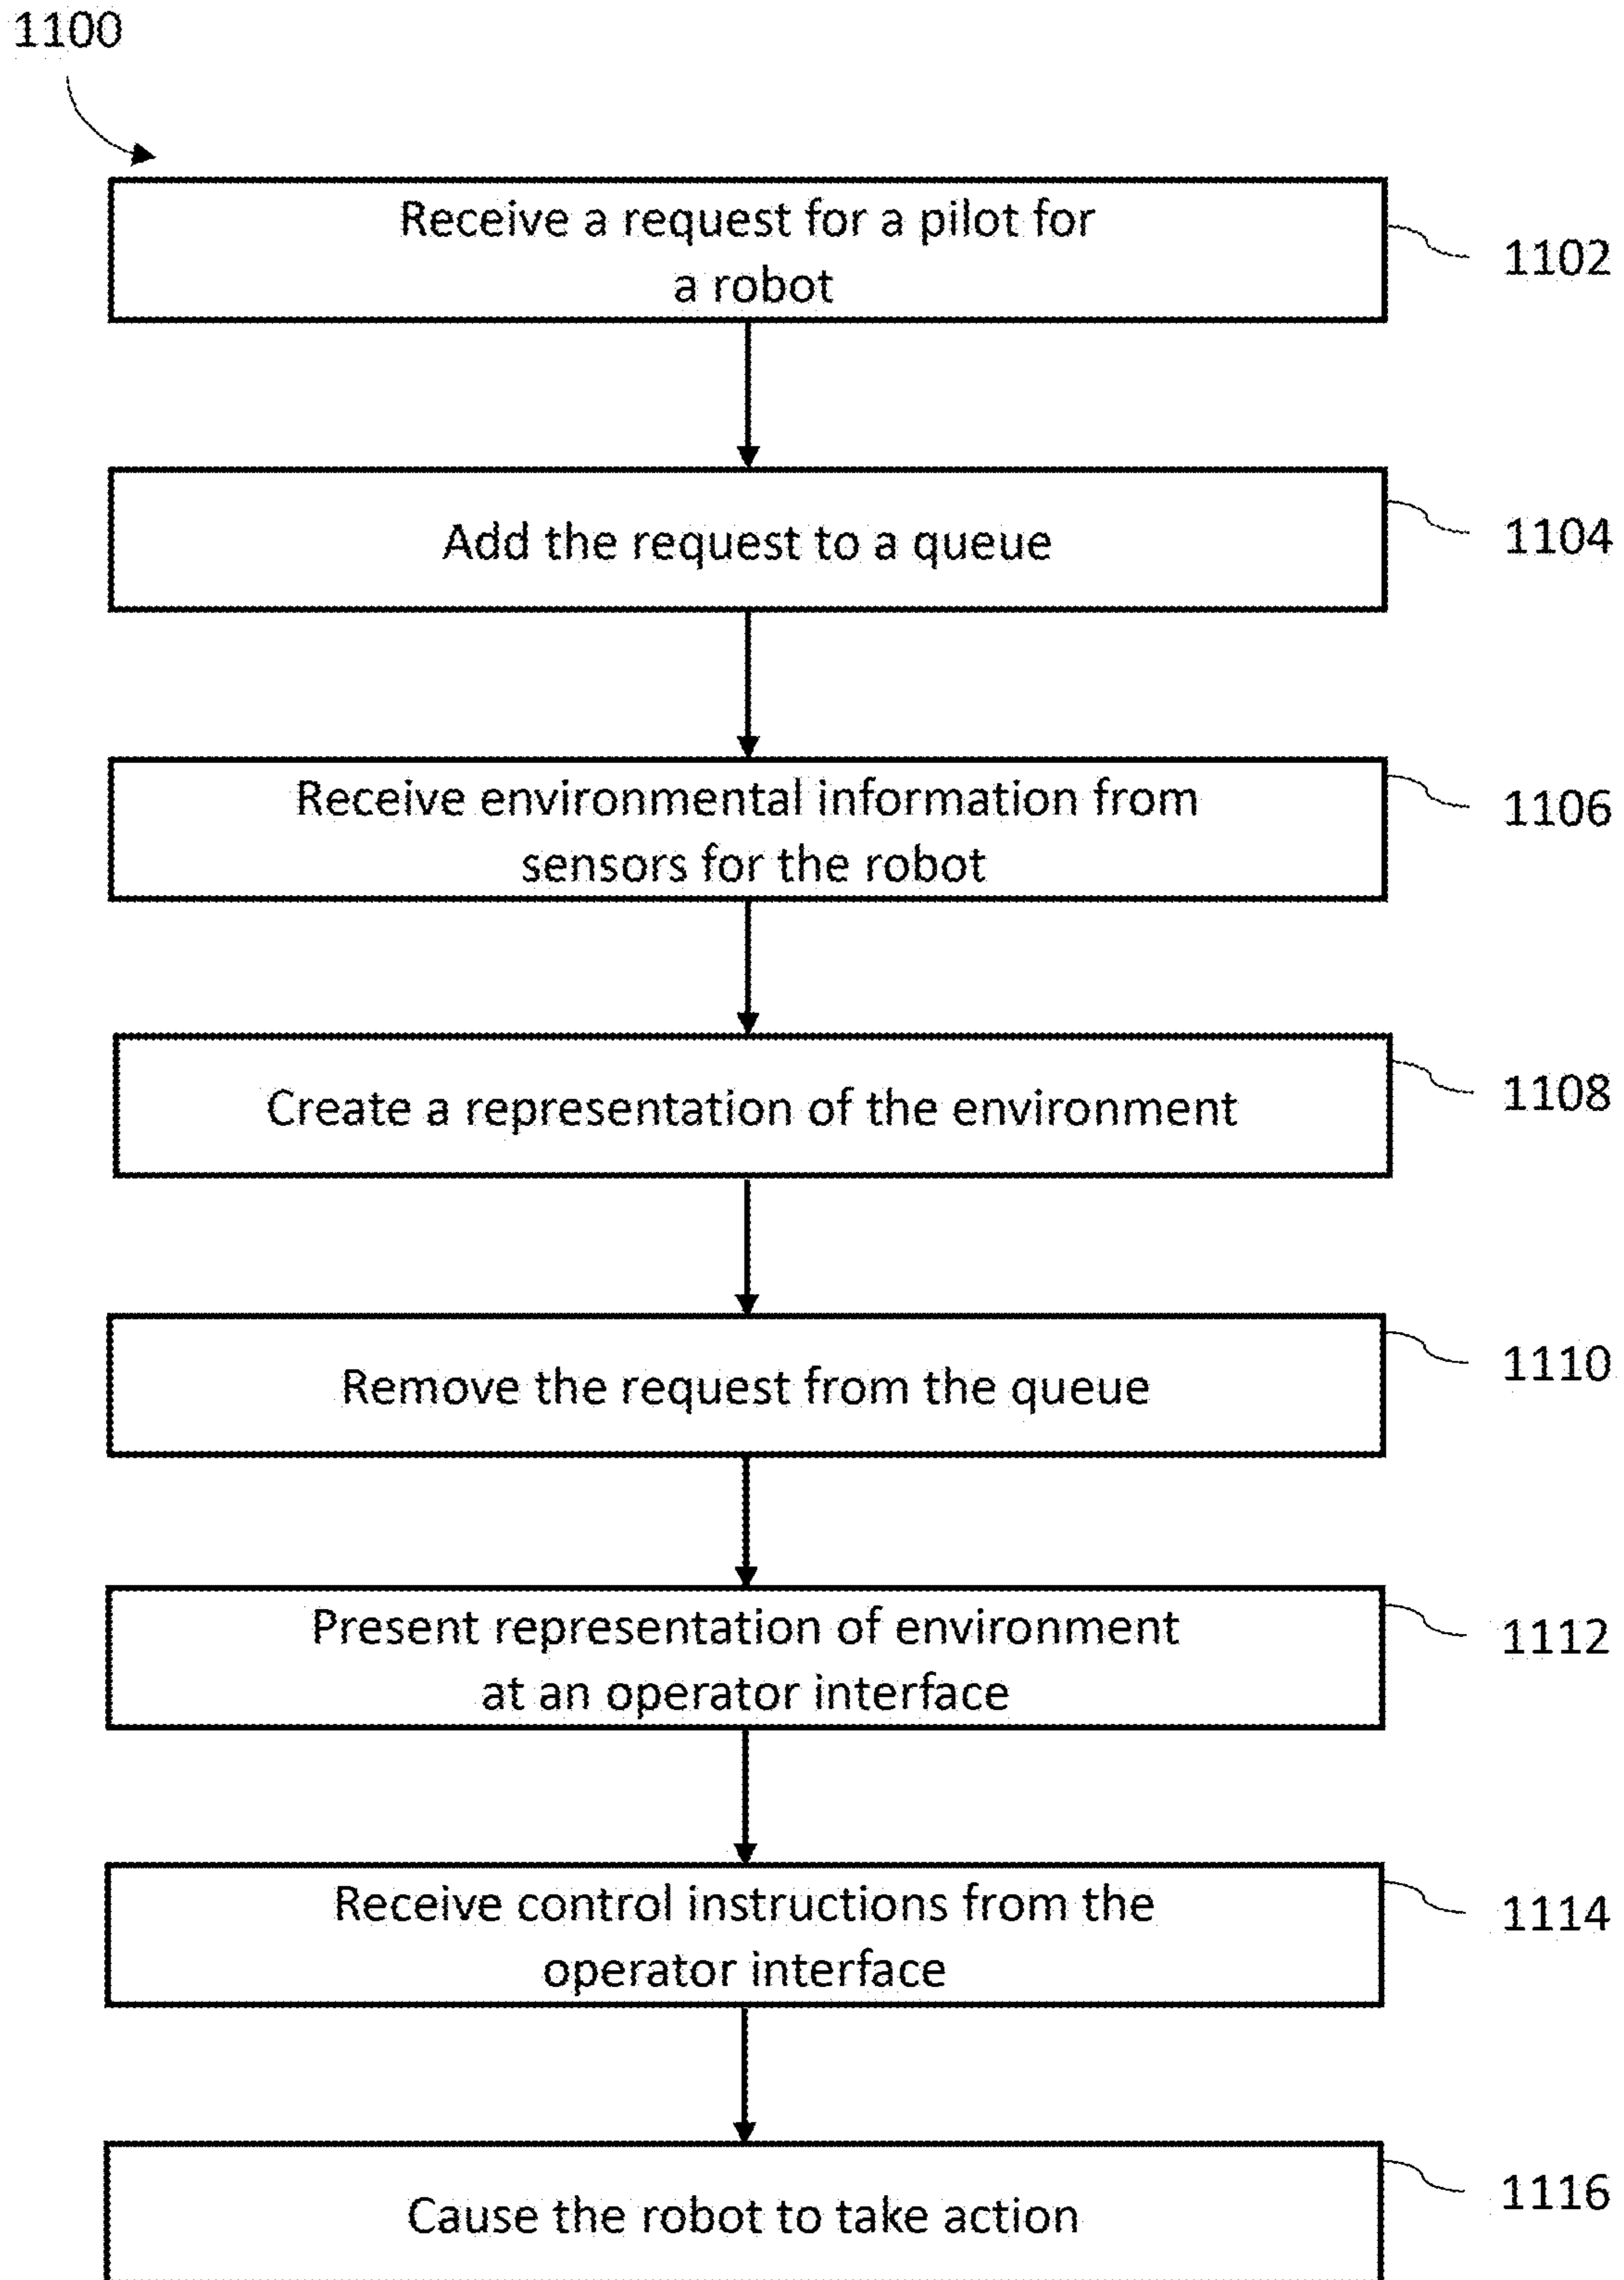 1100
Receive a request for a pilot for
a robot
1102
Add the request to a queue
1104
Receive environmental information from
sensors for the robot
1106
Create a representation of the environment
1108
Remove the request from the queue
1110
Present representation of environment
at an operator interface
1112
Receive control instructions from the
operator interface
1114
Cause the robot to take action
1116